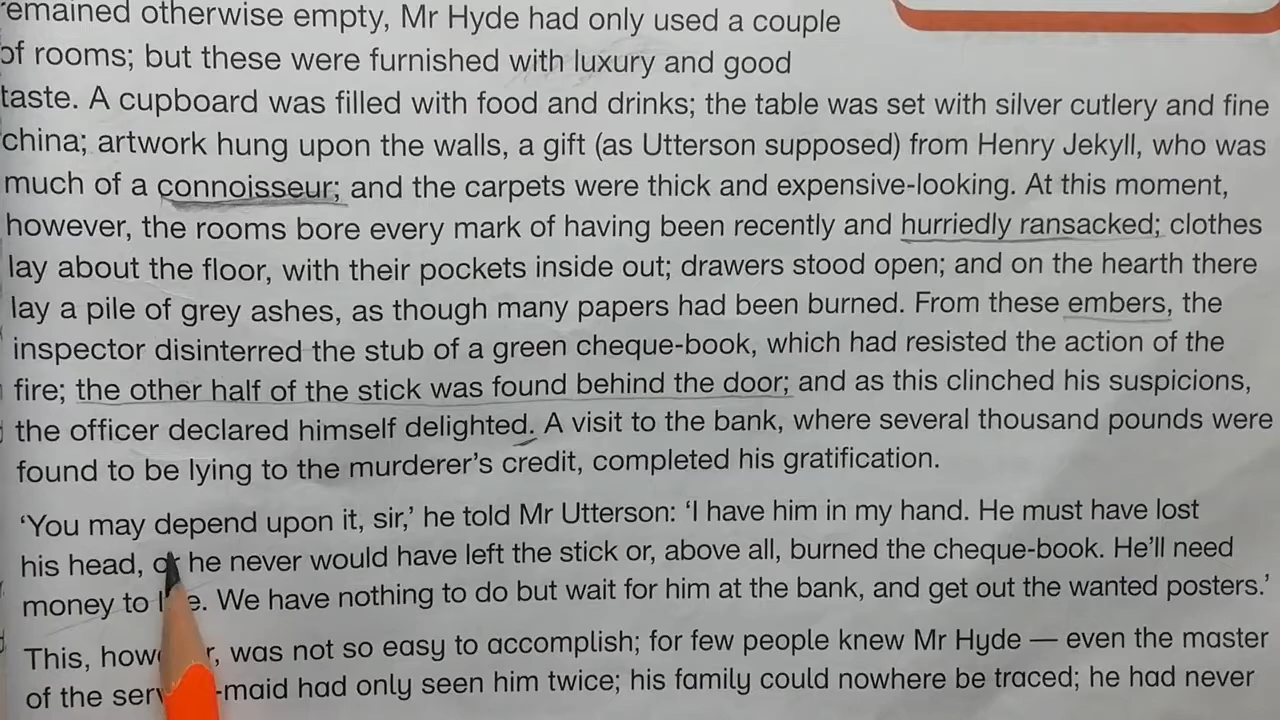 emained otherwise empty, Mr Hyde had only used a couple
of rooms; but these were furnished with luxury and good
taste. A cupboard was filled with food and drinks; the table was set with silver cutlery and fine
china; artwork hung upon the walls, a gift (as Utterson supposed) from Henry Jekyll, who was
much of a connoisseur; and the carpets were thick and expensive-looking. At this moment,
however, the rooms bore every mark of having been recently and hurriedly ransacked; clothes
lay about the floor, with their pockets inside out; drawers stood open; and on the hearth there
lay a pile of grey ashes, as though many papers had been burned. From these embers, the
inspector disinterred the stub of a green cheque-book, which had resisted the action of the
fire; the other half of the stick was found behind the door; and as this clinched his suspicions,
the officer declared himself delighted. A visit to the bank, where several thousand pounds were
found to be lying to the murderer’s credit, completed his gratification.
‘You may depend upon it, sir,’ he told Mr Utterson: ‘I have him in my hand. He must have lost
his head, or he never would have left the stick or, above all, burned the cheque-book. He’ll need
money to . We have nothing to do but wait for him at the bank, and get out the wanted posters.’
This, , was not so easy to accomplish; for few people knew Mr Hyde — even the master
of the -maid had only seen him twice; his family could nowhere be traced; he had never